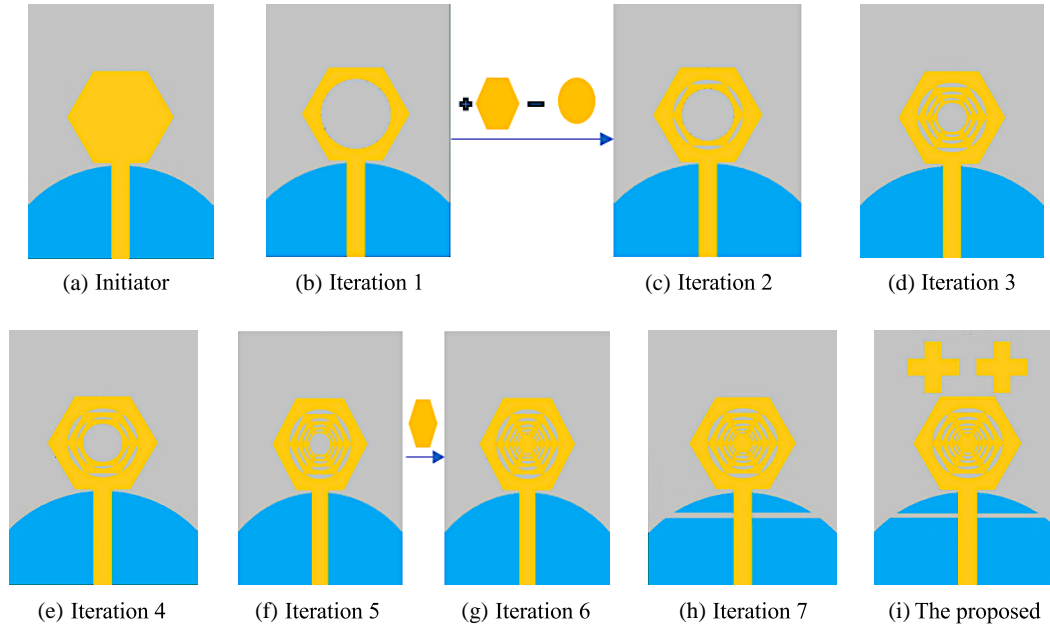 (a) Initiator
(b) Iteration 1
(c) Iteration 2
(d) Iteration 3
(e) Iteration 4
(f) Iteration 5
(g) Iteration 6
(h) Iteration 7
(i) The proposed